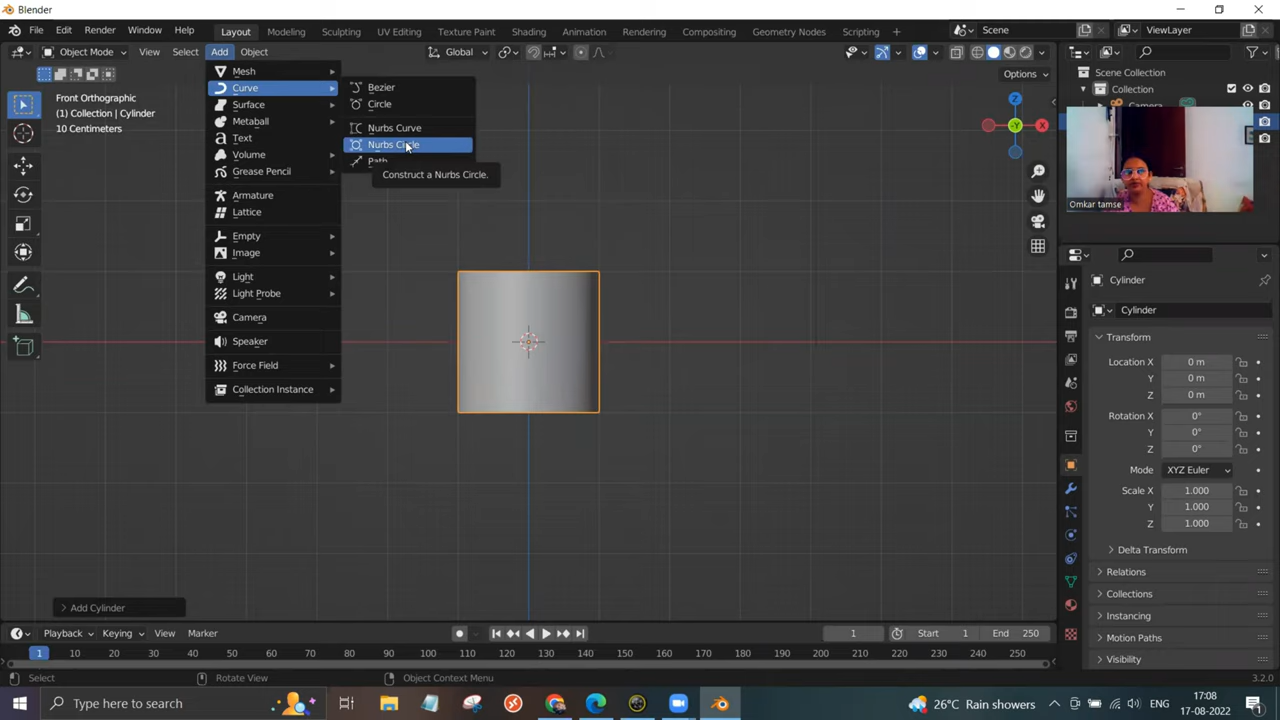 Blender
File Edit Render Window Help
Layout Modeling Sculpting UV Editing Texture Paint Shading Animation Rendering Compositing Geometry Nodes Scripting +
Scene
ViewLayer
Object Mode View Select Add Object
Global
Options
Front Orthographic
(1) Collection | Cylinder
10 Centimeters
Mesh
Curve
Surface
Metaball
Text
Volume
Grease Pencil
Armature
Lattice
Empty
Image
Light
Light Probe
Camera
Speaker
Force Field
Collection Instance
Bezier
Circle
Nurbs Curve
Nurbs Circle
Path
Construct a Nurbs Circle.
Z
X
-Y
Scene Collection
Collection
Camera
Omkar tamse
Cylinder
Cylinder
Transform
Location X 0 m
Y 0 m
Z 0 m
Rotation X 0°
Y 0°
Z 0°
Mode XYZ Euler
Scale X 1.000
Y 1.000
Z 1.000
Delta Transform
Relations
Collections
Instancing
Motion Paths
Visibility
Add Cylinder
Playback Keying View Marker
1
Start 1 End 250
1 10 20 30 40 50 60 70 80 90 100 110 120 130 140 150 160 170 180 190 200 210 220 230 240 250
Select Rotate View Object Context Menu
3.2.0
Type here to search
26°C Rain showers
ENG
17:08
17-08-2022
1